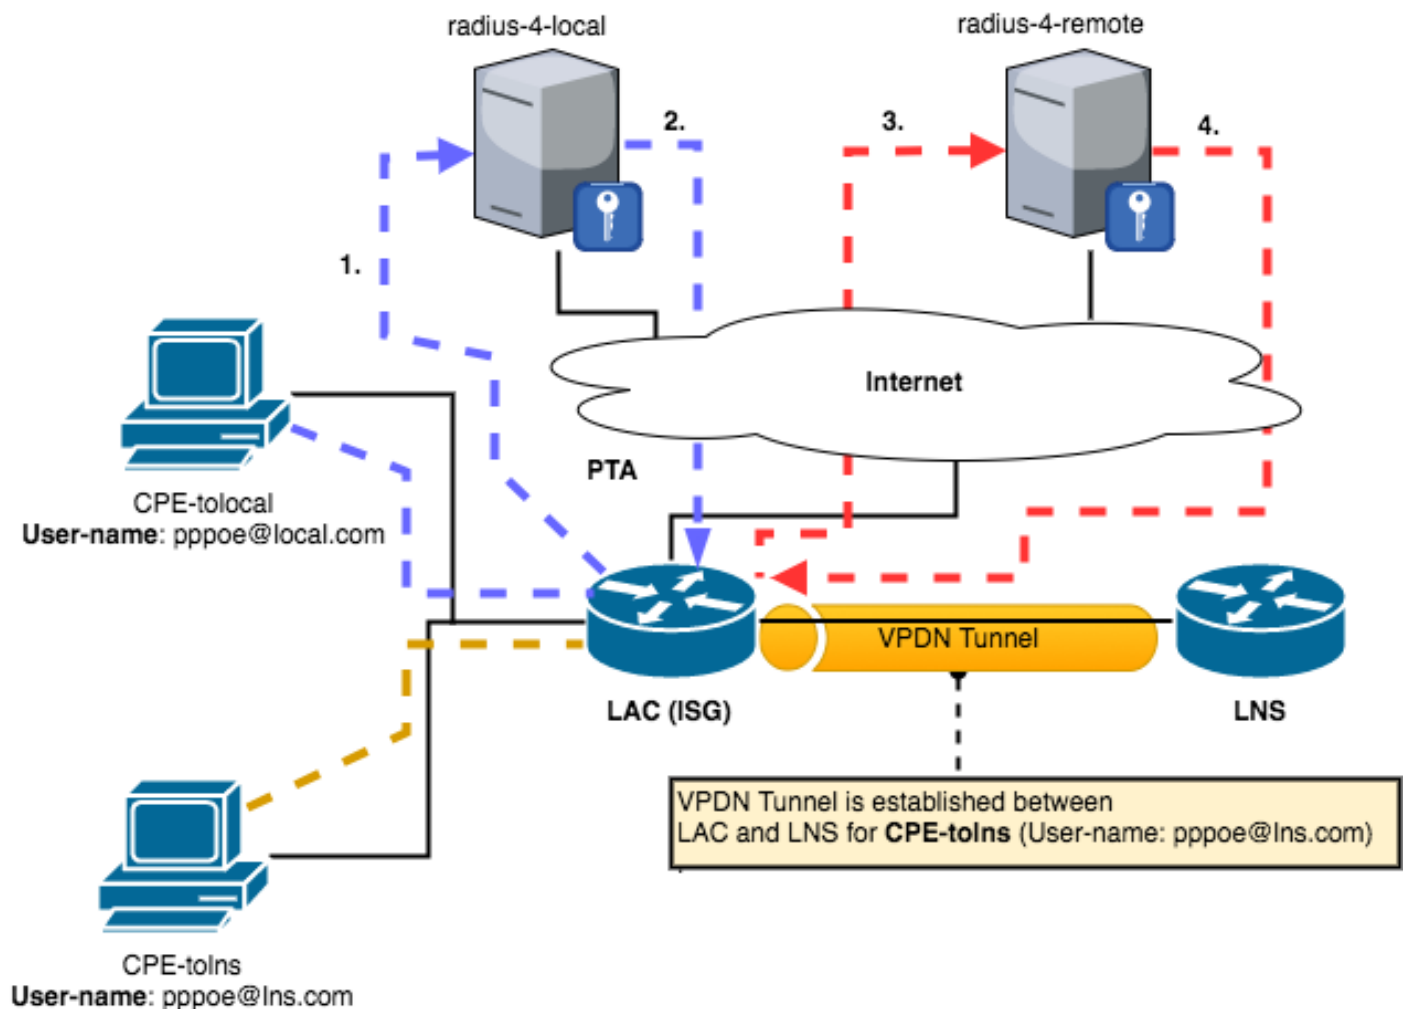 radius-4-local
radius-4-remote
2.
3.
4.
1.
Internet
PTA
CPE-tolocal
User-name: pppoe@local.com
VPDN Tunnel
LAC (ISG)
LNS
VPDN Tunnel is established between
LAC and LNS for CPE-tolns (User-name: pppoe@lns.com)
CPE-tolns
User-name: pppoe@lns.com